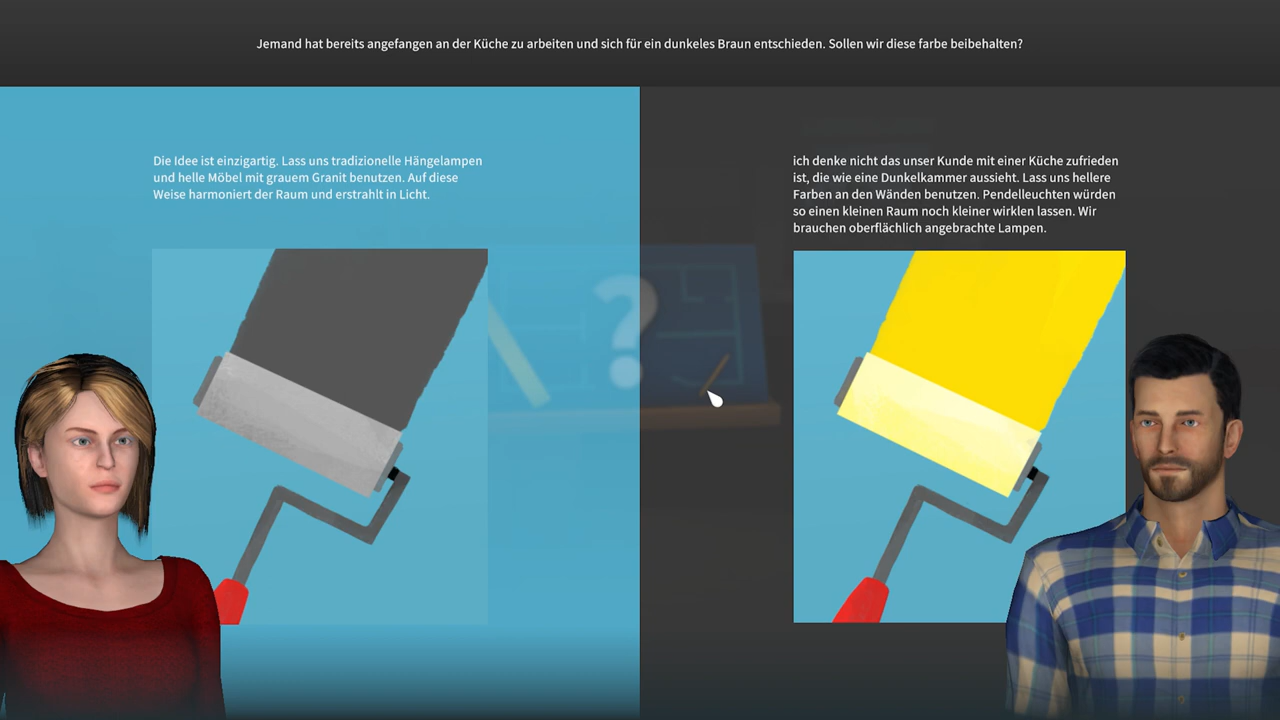 Jemand hat bereits angefangen an der Küche zu arbeiten und sich für ein dunkeles Braun entschieden. Sollen wir diese farbe beibehalten?
Die Idee ist einzigartig. Lass uns tradizionelle Hängelampen
und helle Möbel mit grauem Granit benutzen. Auf diese
Weise harmoniert der Raum und erstrahlt in Licht.
ich denke nicht das unser Kunde mit einer Küche zufrieden
ist, die wie eine Dunkelkammer aussieht. Lass uns hellere
Farben an den Wänden benutzen. Pendelleuchten würden
so einen kleinen Raum noch kleiner wirklen lassen. Wir
brauchen oberflächlich angebrachte Lampen.
?